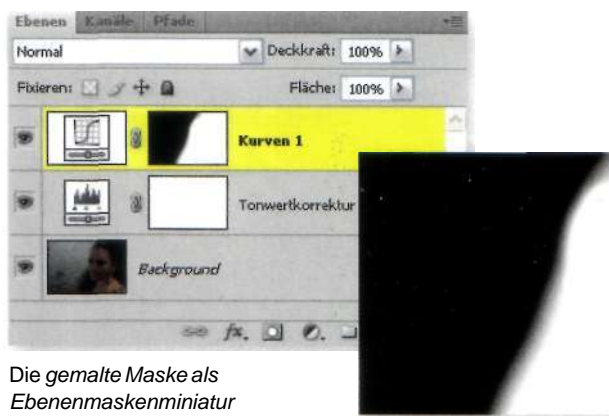 Ebenen Kanäle Pfade
Normal Deckkraft: 100%
Fixieren: Fläche: 100%
Kurven 1
Tonwertkorrektur
Background
fx.
Die gemalte Maske als
Ebenenmaskenminiatur